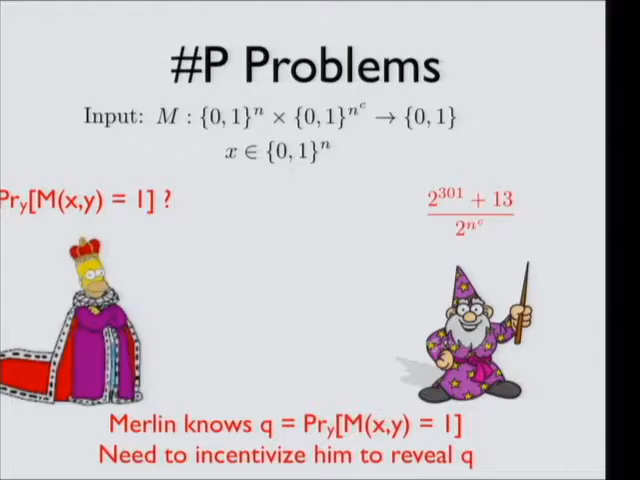 #P Problems
Input: M : {0, 1}ⁿ × {0, 1}^{n^c} → {0, 1}
x ∈ {0, 1}ⁿ
Pr_y[M(x,y) = 1] ?
2^{301} + 13
2^{n^c}
Merlin knows q = Pr_y[M(x,y) = 1]
Need to incentivize him to reveal q